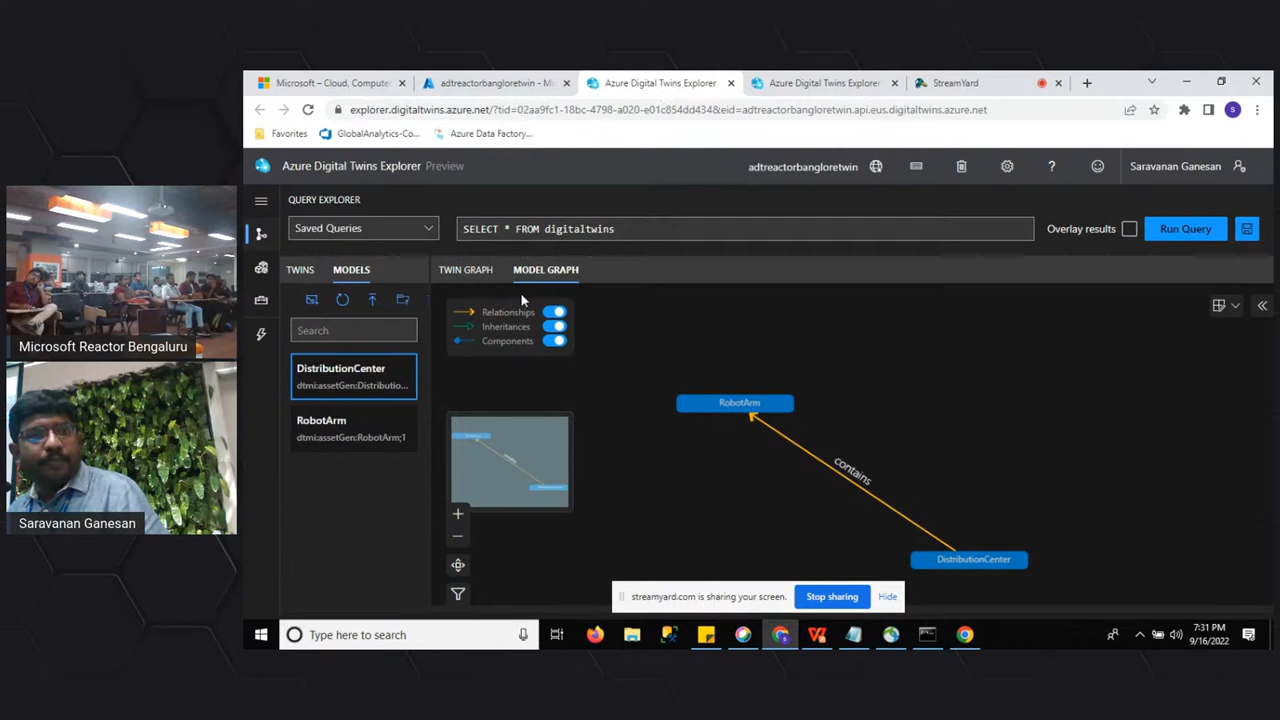 Microsoft – Cloud, Compute
adtreactorbangloretwin - Mi
Azure Digital Twins Explorer
Azure Digital Twins Explorer
StreamYard
explorer.digitaltwins.azure.net/?tid=02aa9fc1-18bc-4798-a020-e01c854dd434&eid=adtreactorbangloretwin.api.eus.digitaltwins.azure.net
S
Favorites
GlobalAnalytics-Co...
Azure Data Factory...
Azure Digital Twins Explorer Preview
adtreactorbangloretwin
?
Saravanan Ganesan
QUERY EXPLORER
Saved Queries
SELECT * FROM digitaltwins
Overlay results
Run Query
TWINS
MODELS
TWIN GRAPH
MODEL GRAPH
Search
Relationships
Inheritances
Components
DistributionCenter
dtmi:assetGen:Distributio...
RobotArm
dtmi:assetGen:RobotArm;1
RobotArm
contains
DistributionCenter
Microsoft Reactor Bengaluru
Saravanan Ganesan
streamyard.com is sharing your screen.
Stop sharing
Hide
Type here to search
7:31 PM
9/16/2022